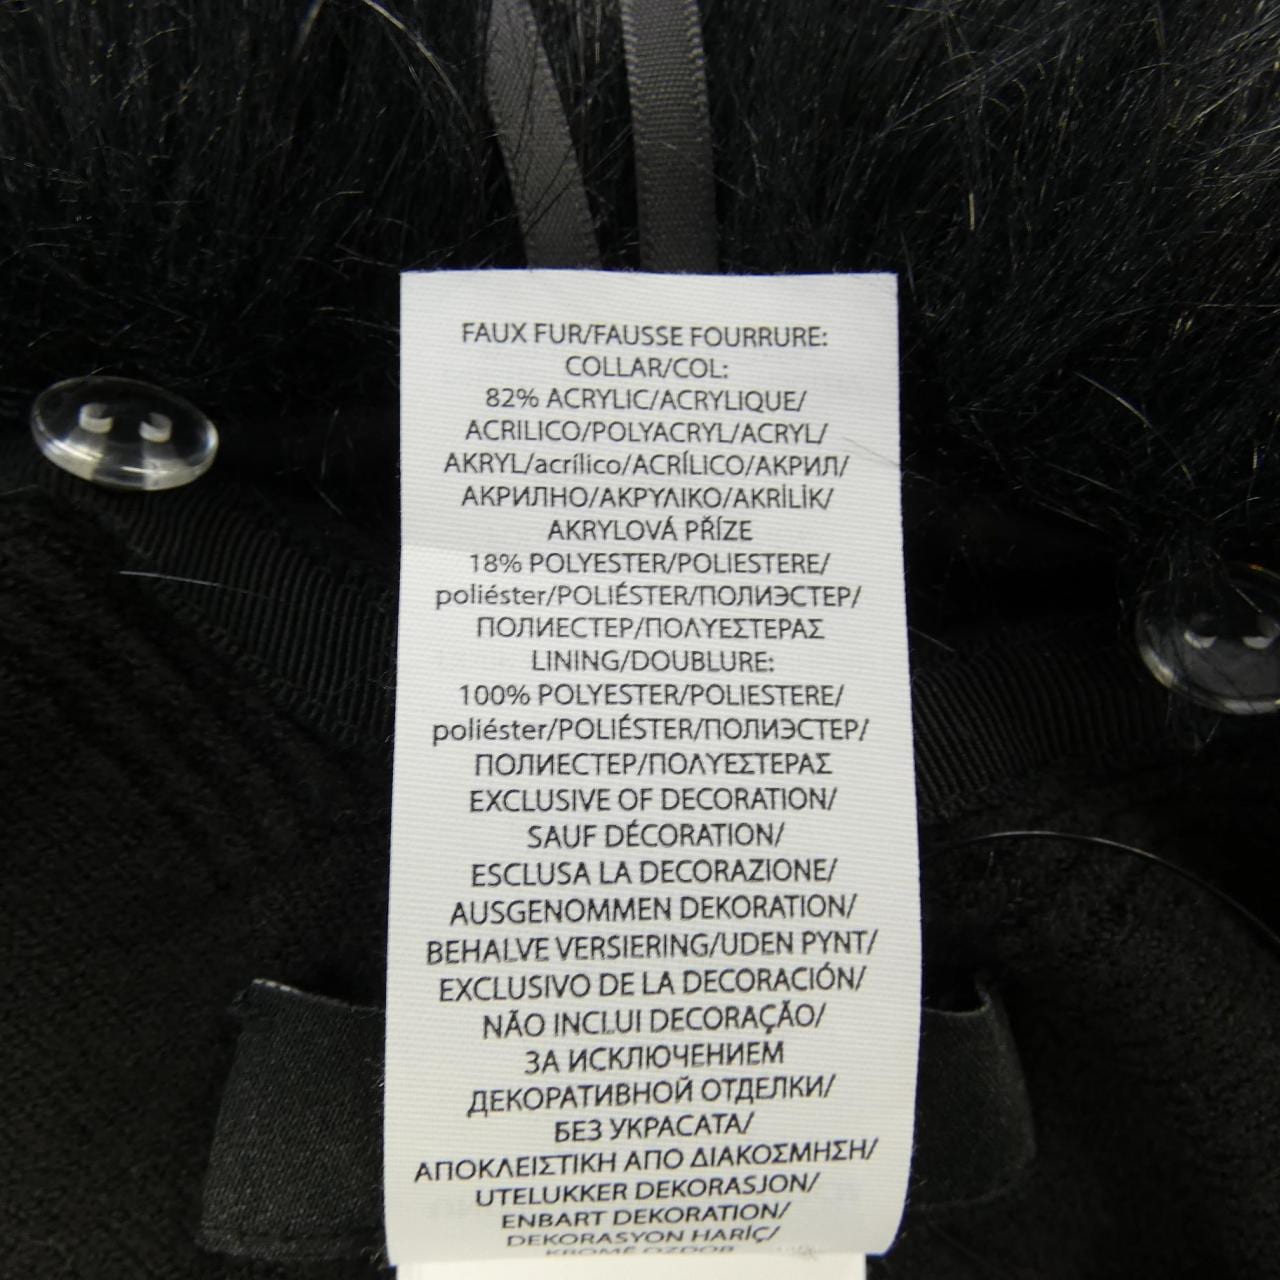 FAUX FUR/FAUSSE FOURRURE:
COLLAR/COL:
82% ACRYLIC/ACRYLIQUE/
ACRILICO/POLYACRYL/ACRYL/
AKRYL/acrílico/ACRÍLICO/АКРИЛ/
АКРИЛНО/ΑΚΡΥΛΙΚΟ/AKRİLİK/
AKRYLOVÁ PŘÍZE
18% POLYESTER/POLIESTERE/
poliéster/POLIÉSTER/ПОЛИЭСТЕР/
ПОЛИЕСТЕР/ΠΟΛΥΕΣΤΕΡΑΣ
LINING/DOUBLURE:
100% POLYESTER/POLIESTERE/
poliéster/POLIÉSTER/ПОЛИЭСТЕР/
ПОЛИЕСТЕР/ΠΟΛΥΕΣΤΕΡΑΣ
EXCLUSIVE OF DECORATION/
SAUF DÉCORATION/
ESCLUSA LA DECORAZIONE/
AUSGENOMMEN DEKORATION/
BEHALVE VERSIERING/UDEN PYNT/
EXCLUSIVO DE LA DECORACIÓN/
NÃO INCLUI DECORAÇÃO/
ЗА ИСКЛЮЧЕНИЕМ
ДЕКОРАТИВНОЙ ОТДЕЛКИ/
БЕЗ УКРАСАТА/
ΑΠΟΚΛΕΙΣΤΙΚΗ ΑΠΟ ΔΙΑΚΟΣΜΗΣΗ/
UTELUKKER DEKORASJON/
ENBART DEKORATION/
DEKORASYON HARİÇ/
KROMĚ OZDOB